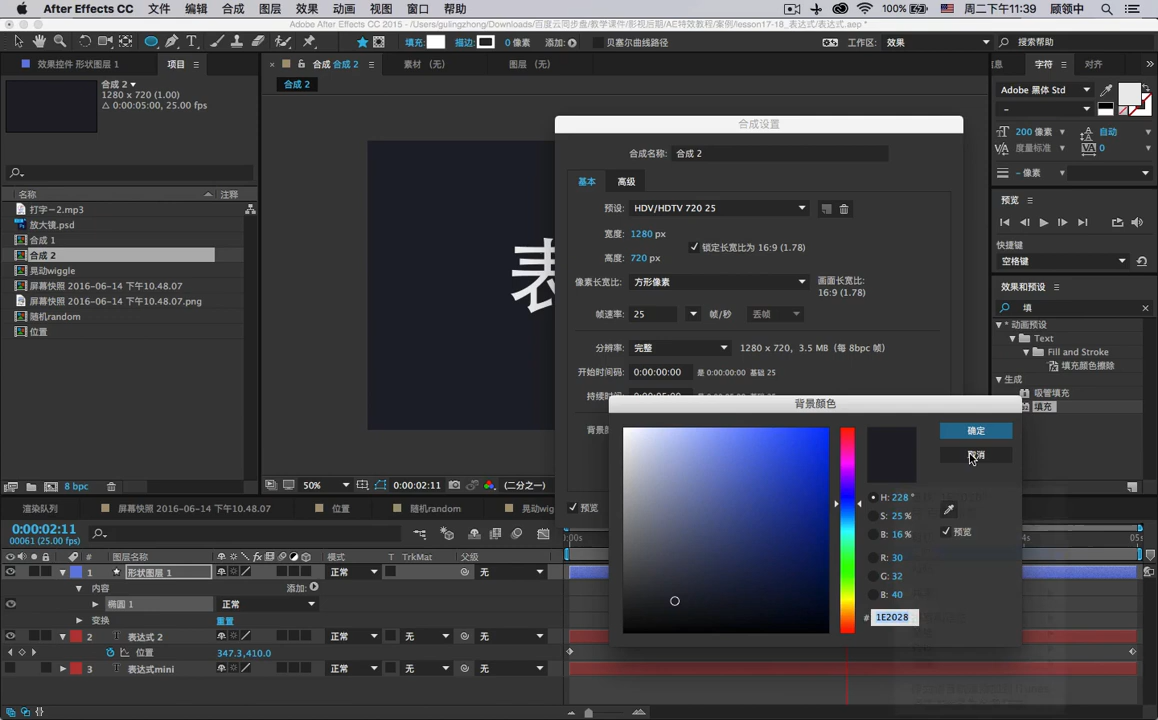 After Effects CC 文件 编辑 合成 图层 效果 动画 视图 窗口 帮助 100% 周二下午11:39 顾领中
Adobe After Effects CC 2015 - /Users/gulingzhong/Downloads/百度云同步盘/教学课件/影视后期/AE特效教程/案例/lesson17-18_表达式/表达式.aep *
填充: 描边: 0 像素 添加: 贝塞尔曲线路径 工作区: 效果 搜索帮助
效果控件 形状图层 1 项目 合成 合成 2 素材 (无) 图层 (无) 息 字符 对齐
合成 2
1280 x 720 (1.00)
△ 0:00:05:00, 25.00 fps
合成 2
Adobe 黑体 Std
–
200 像素 自动
度量标准 0
- 像素
表
名称 注释
打字－2.mp3
放大镜.psd
合成 1
合成 2
晃动wiggle
屏幕快照 2016-06-14 下午10.48.07
屏幕快照 2016-06-14 下午10.48.07.png
随机random
位置
8 bpc
50% 0:00:02:11 (二分之一)
合成设置
合成名称: 合成 2
基本 高级
预设: HDV/HDTV 720 25
宽度: 1280 px
锁定长宽比为 16:9 (1.78)
高度: 720 px
像素长宽比: 方形像素 画面长宽比:
16:9 (1.78)
帧速率: 25 帧/秒 丢帧
分辨率: 完整 1280 x 720, 3.5 MB (每 8bpc 帧)
开始时间码: 0:00:00:00 是 0:00:00:00 基础 25
持续时间: 0:00:05:00
背景颜
预览
背景颜色
确定
取消
H: 228 °
S: 25 %
B: 16 %
预览
R: 30
G: 32
B: 40
# 1E2028
预览
快捷键
空格键
效果和预设
填
* 动画预设
Text
Fill and Stroke
填充颜色擦除
生成
吸管填充
填充
渲染队列 屏幕快照 2016-06-14 下午10.48.07 位置 随机random 晃动wig
0:00:02:11
00061 (25.00 fps)
:00s 05s
# 图层名称 模式 T TrkMat 父级
1 形状图层 1 正常 无
内容 添加:
椭圆 1 正常
变换 重置
2 T 表达式 2 正常 无 无
位置 347.3,410.0
3 T 表达式mini 正常 无 无